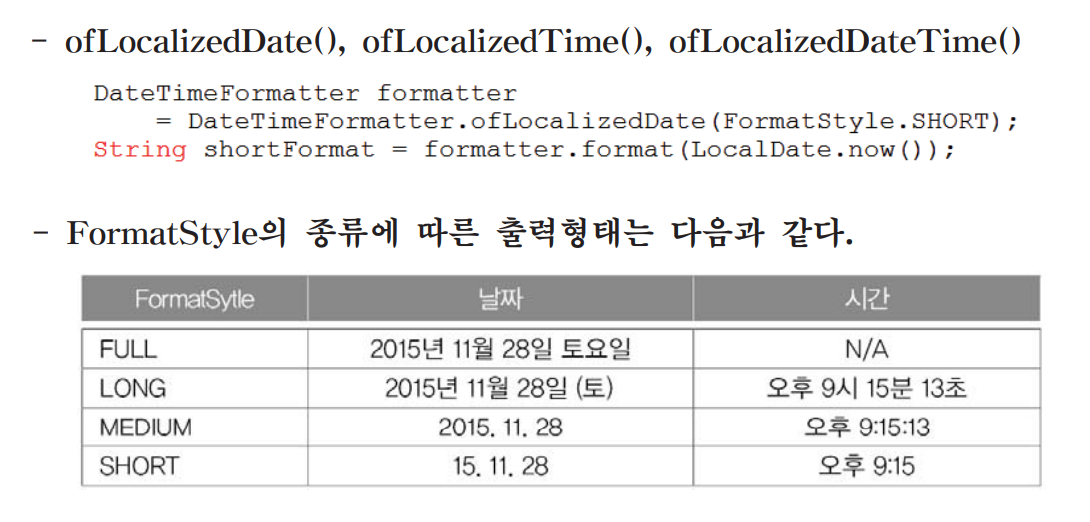 - ofLocalizedDate(), ofLocalizedTime(), ofLocalizedDateTime()
DateTimeFormatter formatter
= DateTimeFormatter.ofLocalizedDate(FormatStyle.SHORT);
String shortFormat = formatter.format(LocalDate.now());
- FormatStyle의 종류에 따른 출력형태는 다음과 같다.
FormatSytle 날짜 시간
FULL 2015년 11월 28일 토요일 N/A
LONG 2015년 11월 28일 (토) 오후 9시 15분 13초
MEDIUM 2015. 11. 28 오후 9:15:13
SHORT 15. 11. 28 오후 9:15